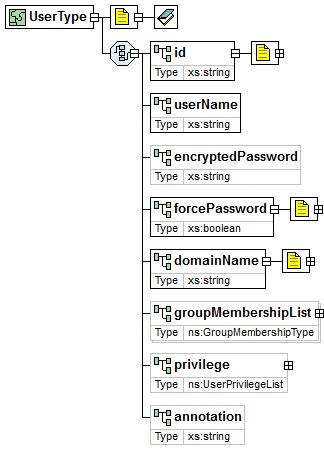 UserType
id
Type xs:string
userName
Type xs:string
encryptedPassword
Type xs:string
forcePassword
Type xs:boolean
domainName
Type xs:string
groupMembershipList
Type ns:GroupMembershipType
privilege
Type ns:UserPrivilegeList
annotation
Type xs:string